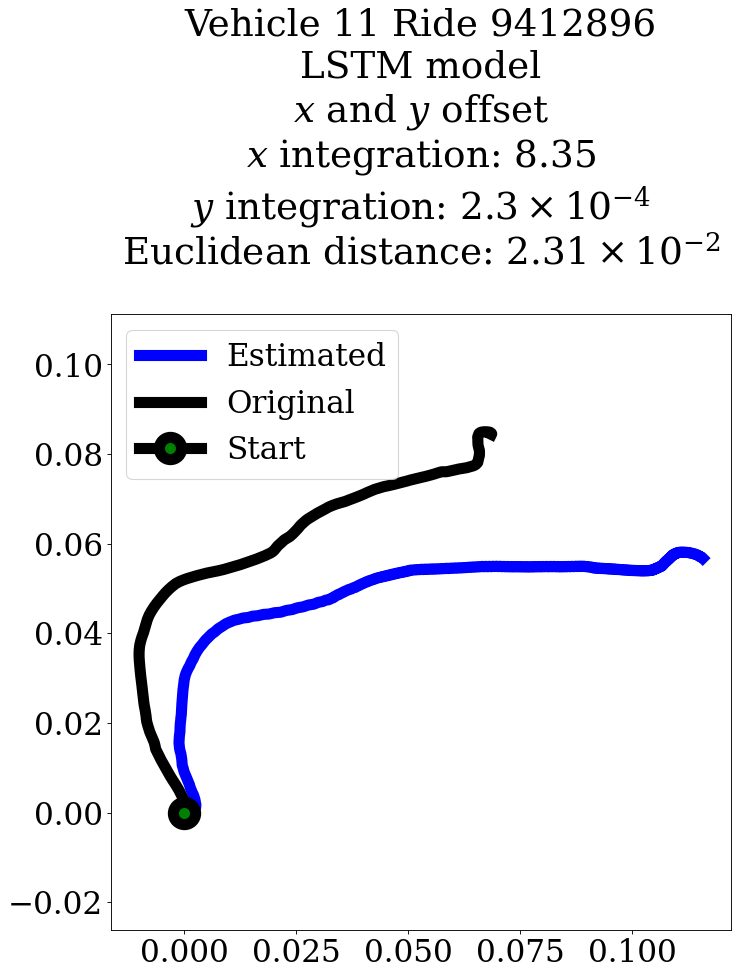 Vehicle 11 Ride 9412896
LSTM model
x and y offset
x integration: 8.35
y integration: 2.3 × 10⁻⁴
Euclidean distance: 2.31 × 10⁻²
Estimated
Original
Start
0.10
0.08
0.06
0.04
0.02
0.00
−0.02
0.000 0.025 0.050 0.075 0.100